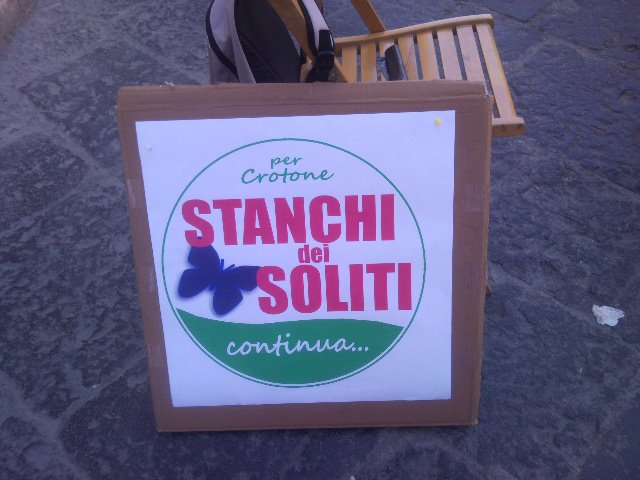 per
Crotone
STANCHI
dei
SOLITI
continua...